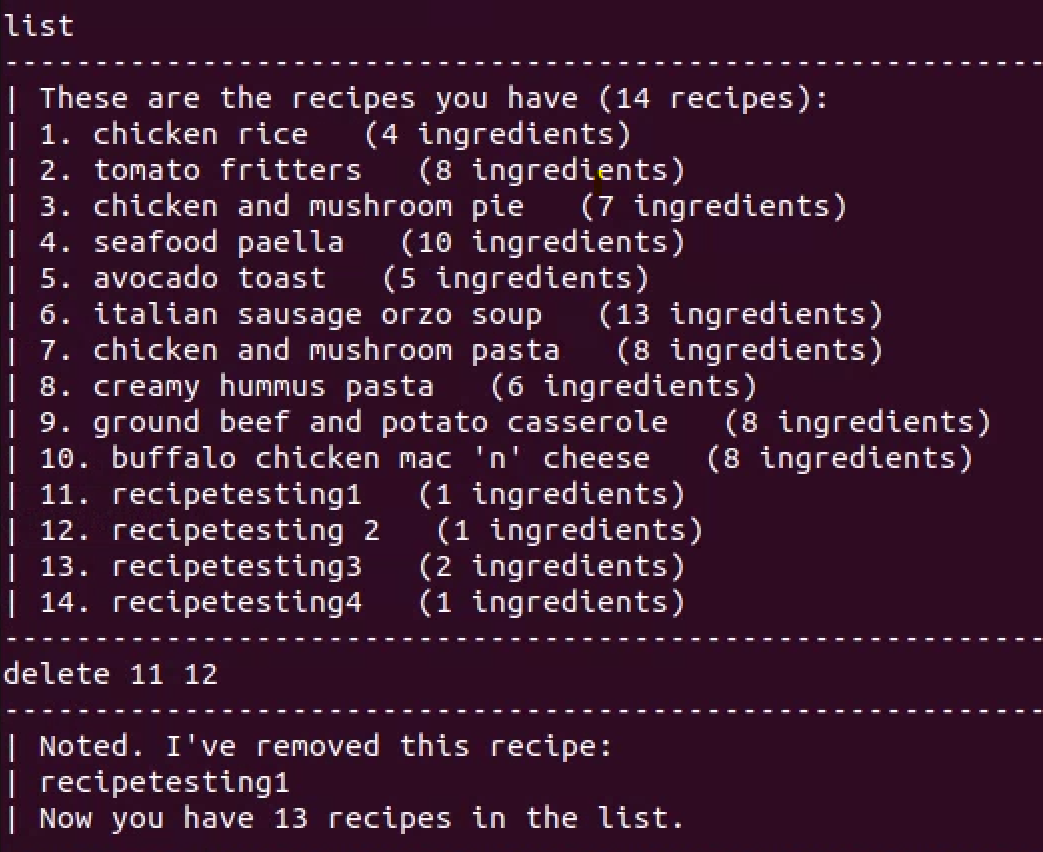 list
------------------------------------------------------------
| These are the recipes you have (14 recipes):
| 1. chicken rice   (4 ingredients)
| 2. tomato fritters   (8 ingredients)
| 3. chicken and mushroom pie   (7 ingredients)
| 4. seafood paella   (10 ingredients)
| 5. avocado toast   (5 ingredients)
| 6. italian sausage orzo soup   (13 ingredients)
| 7. chicken and mushroom pasta   (8 ingredients)
| 8. creamy hummus pasta   (6 ingredients)
| 9. ground beef and potato casserole   (8 ingredients)
| 10. buffalo chicken mac 'n' cheese   (8 ingredients)
| 11. recipetesting1   (1 ingredients)
| 12. recipetesting 2   (1 ingredients)
| 13. recipetesting3   (2 ingredients)
| 14. recipetesting4   (1 ingredients)
------------------------------------------------------------
delete 11 12
------------------------------------------------------------
| Noted. I've removed this recipe:
| recipetesting1
| Now you have 13 recipes in the list.